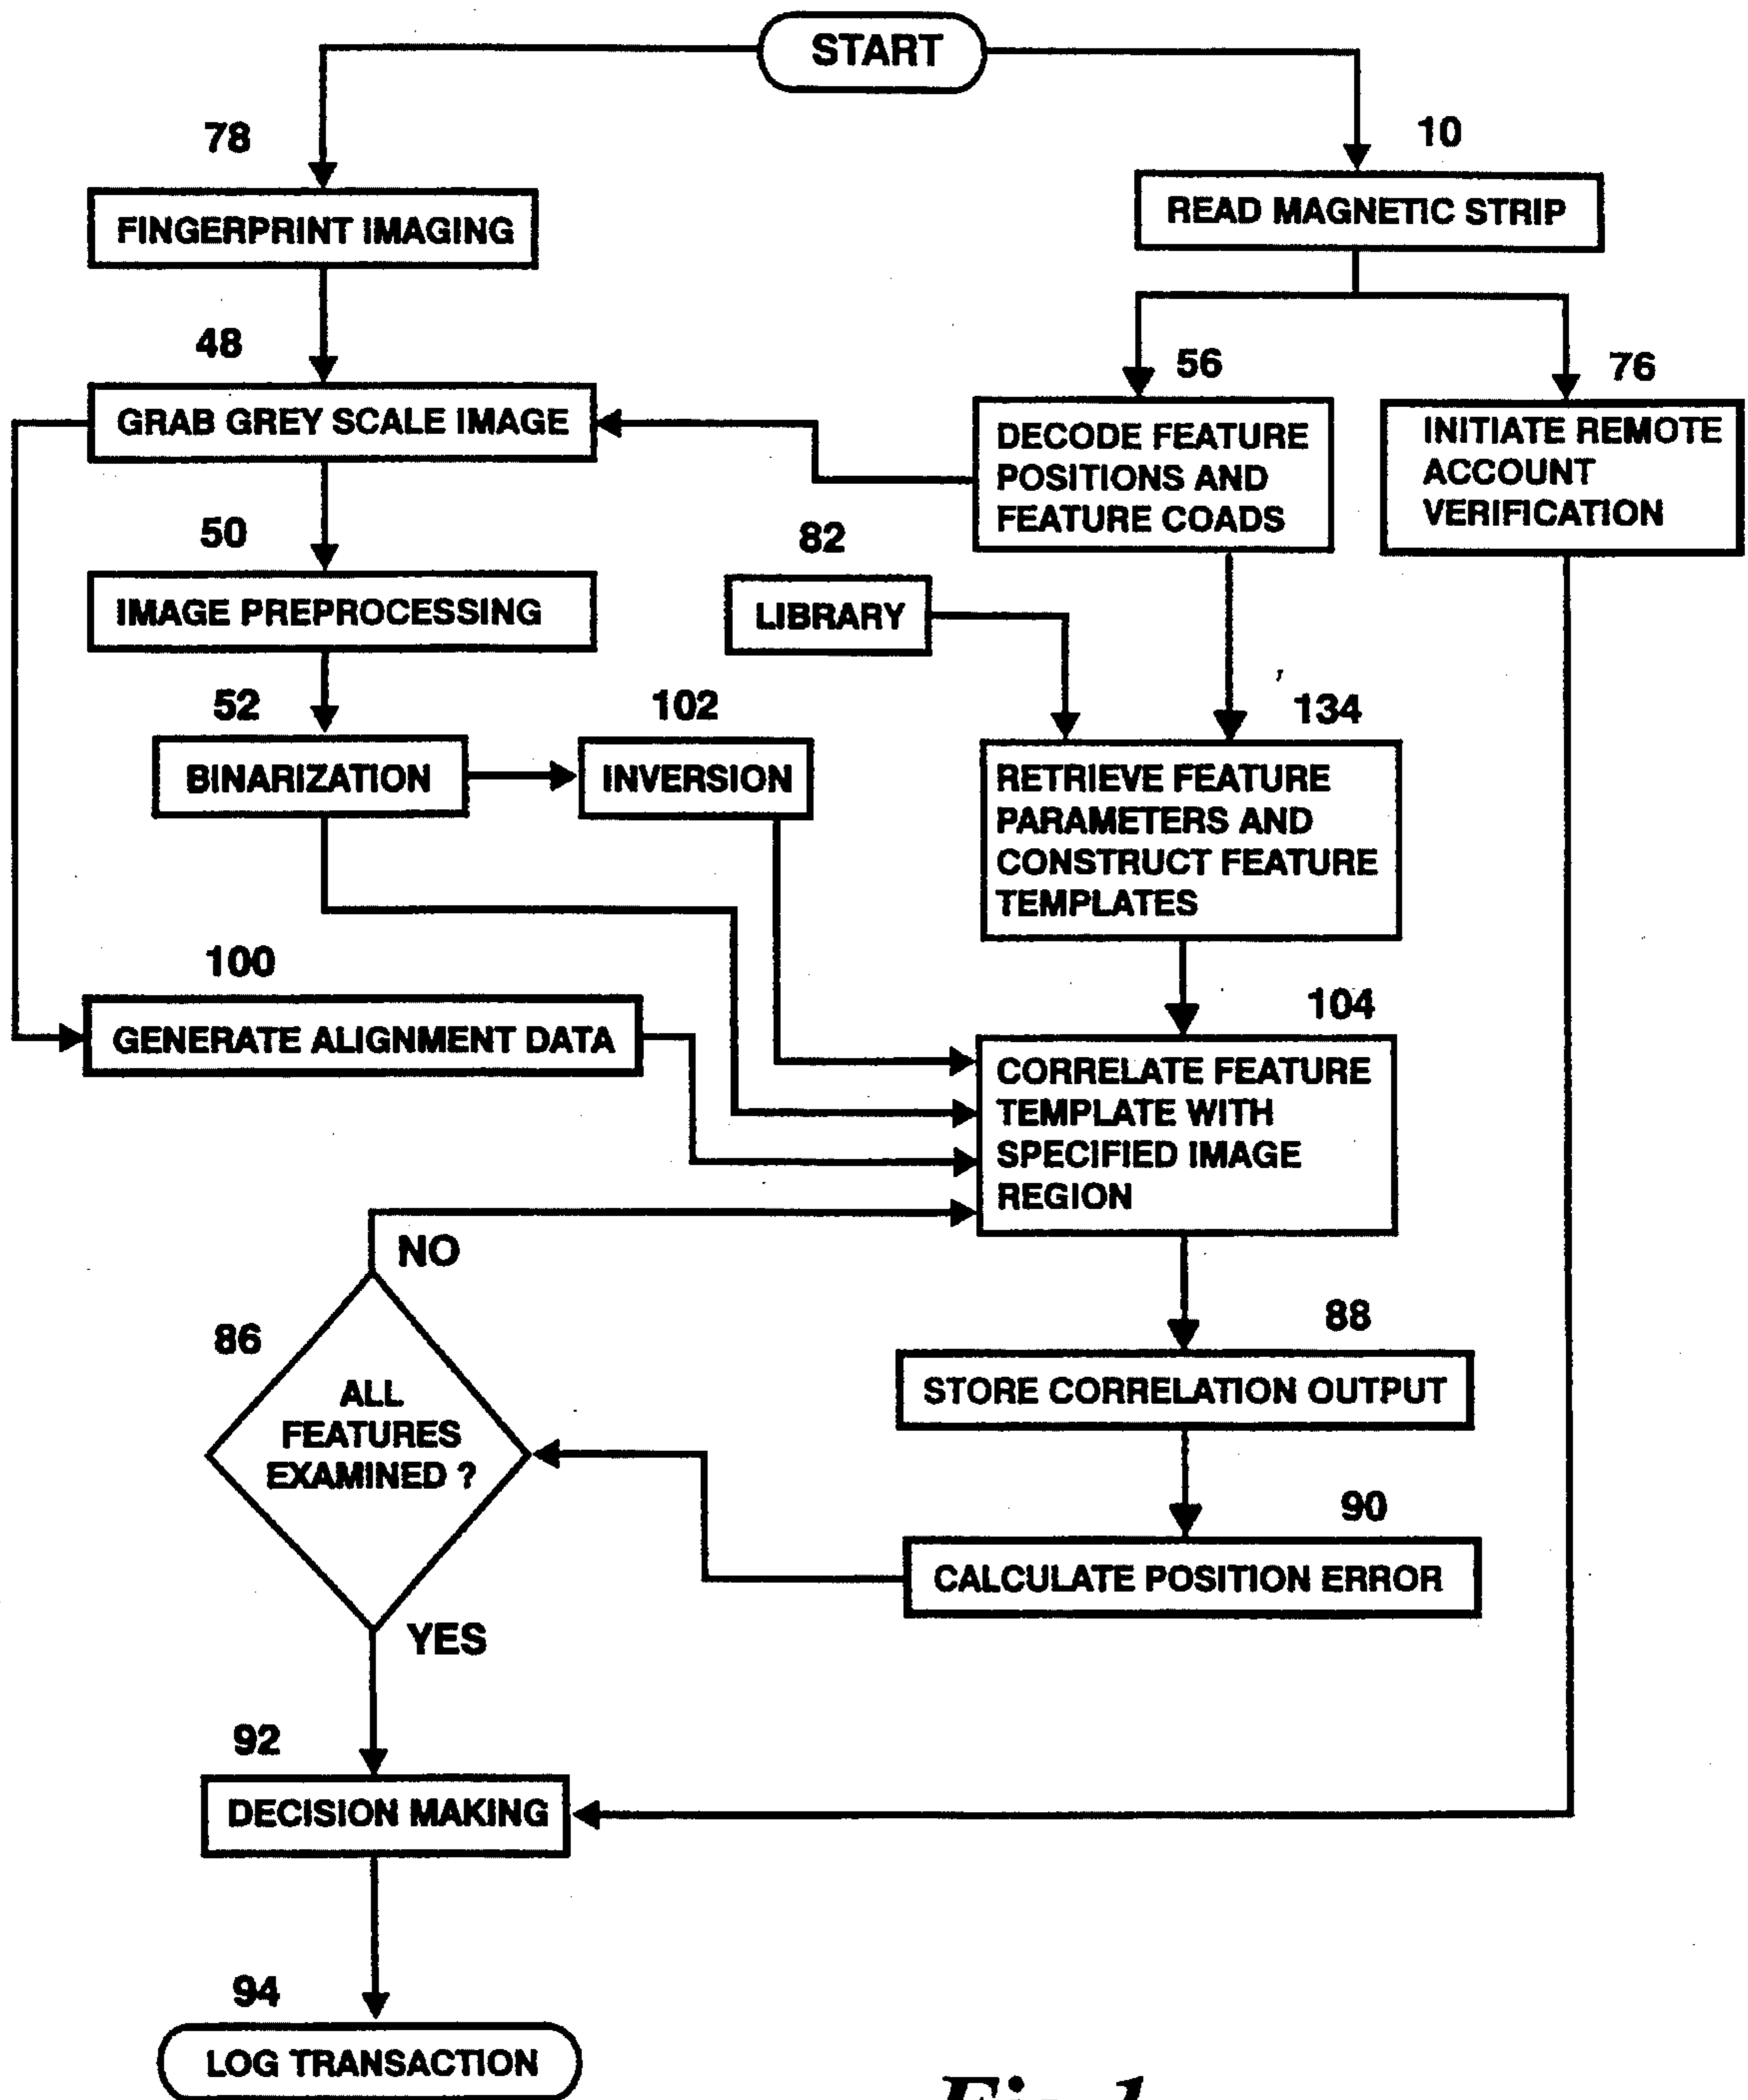 START
78
10
FINGERPRINT IMAGING
READ MAGNETIC STRIP
48
56
76
GRAB GREY SCALE IMAGE
DECODE FEATURE
POSITIONS AND
FEATURE COADS
INITIATE REMOTE
ACCOUNT
VERIFICATION
50
82
IMAGE PREPROCESSING
LIBRARY
52
102
134
BINARIZATION
INVERSION
RETRIEVE FEATURE
PARAMETERS AND
CONSTRUCT FEATURE
TEMPLATES
100
104
GENERATE ALIGNMENT DATA
CORRELATE FEATURE
TEMPLATE WITH
SPECIFIED IMAGE
REGION
NO
86
88
ALL
FEATURES
EXAMINED ?
STORE CORRELATION OUTPUT
90
CALCULATE POSITION ERROR
YES
92
DECISION MAKING
94
LOG TRANSACTION